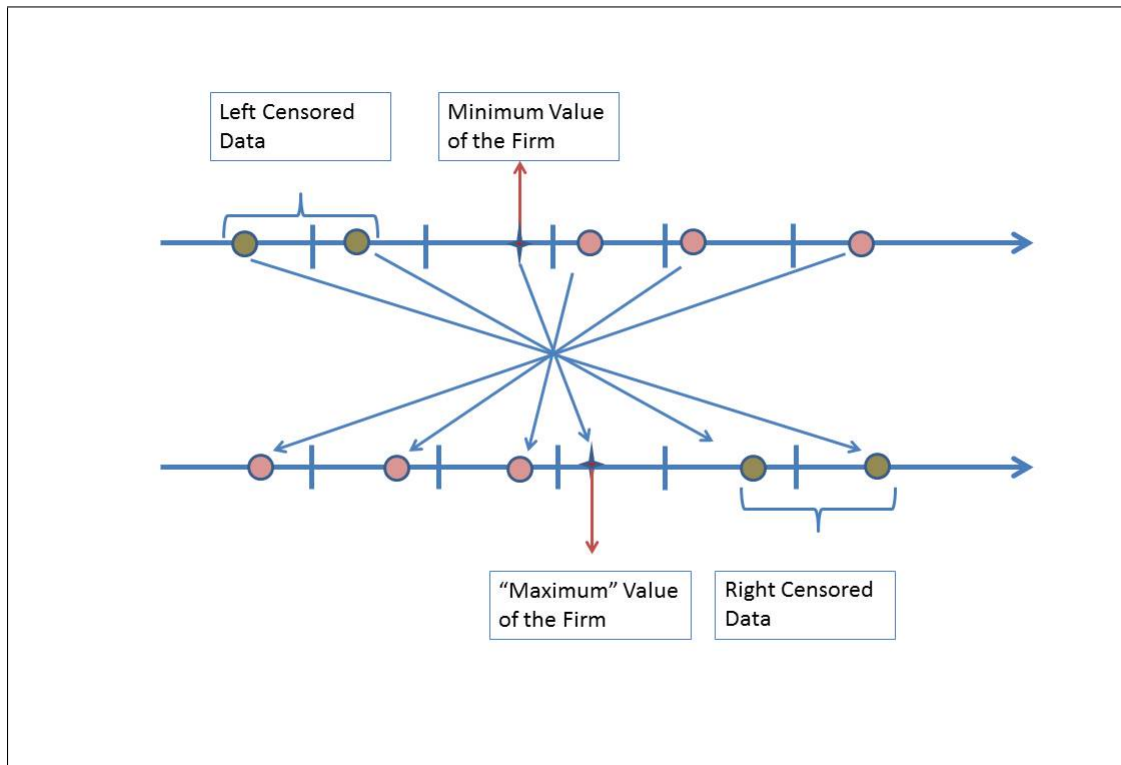 Left Censored
Data
Minimum Value
of the Firm
“Maximum” Value
of the Firm
Right Censored
Data